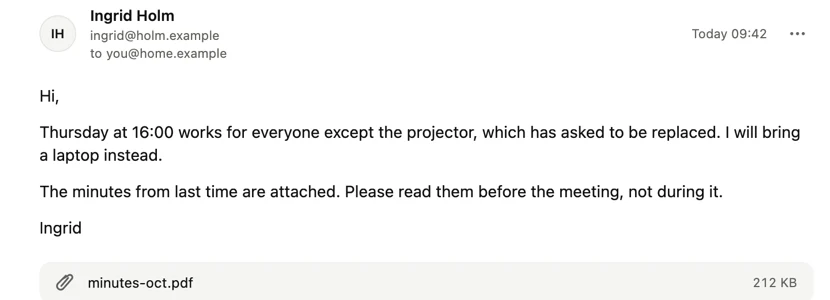 Ingrid Holm
IH
ingrid@holm.example
Today 09:42
to you@home.example
Hi,
Thursday at 16:00 works for everyone except the projector, which has asked to be replaced. I will bring
a laptop instead.
The minutes from last time are attached. Please read them before the meeting, not during it.
Ingrid
minutes-oct.pdf
212 KB